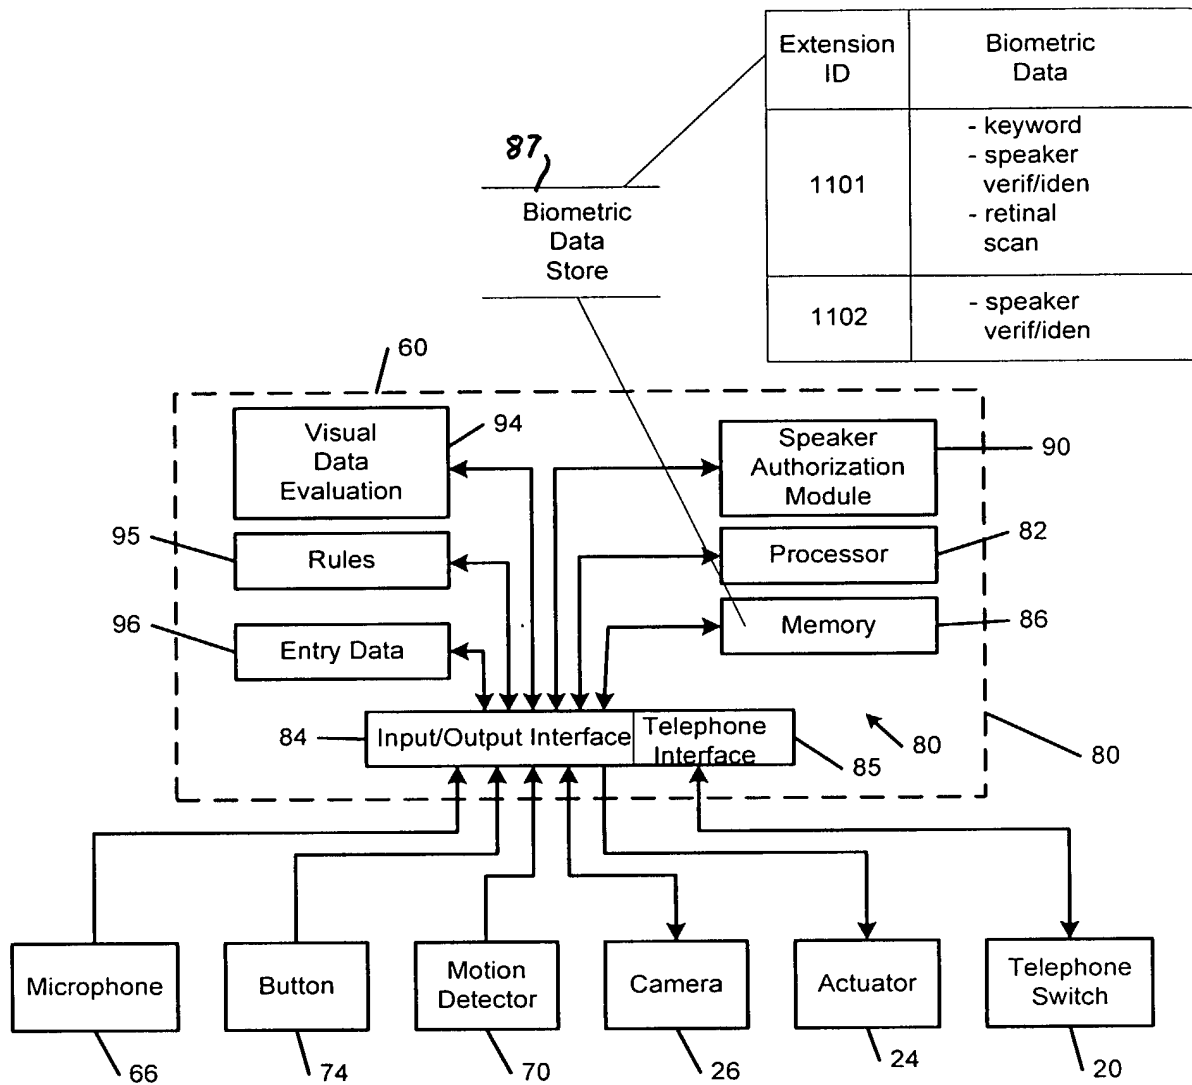 Extension
ID
Biometric
Data
1101
- keyword
- speaker
verif/iden
- retinal
scan
1102
- speaker
verif/iden
87
Biometric
Data
Store
60
Visual
Data
Evaluation
94
Speaker
Authorization
Module
90
95
Rules
Processor
82
96
Entry Data
Memory
86
84
Input/Output Interface
Telephone
Interface
85
80
80
Microphone
Button
Motion
Detector
Camera
Actuator
Telephone
Switch
66
74
70
26
24
20